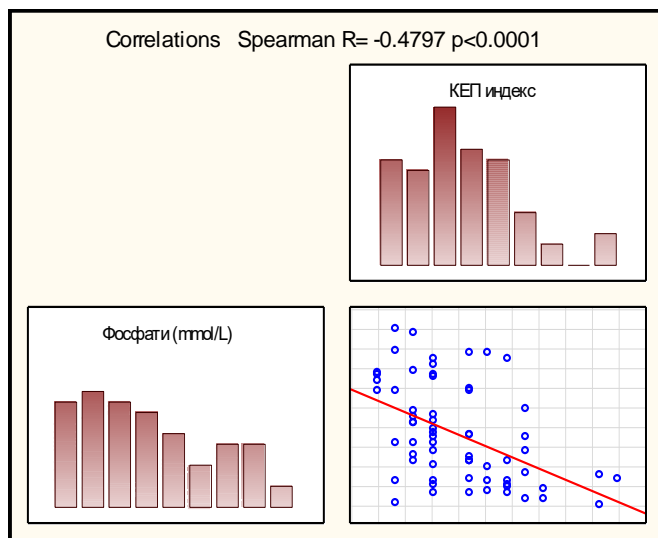 Correlations Spearman R= -0.4797 p<0.0001
КЕП индекс
Фосфати (mmol/L)